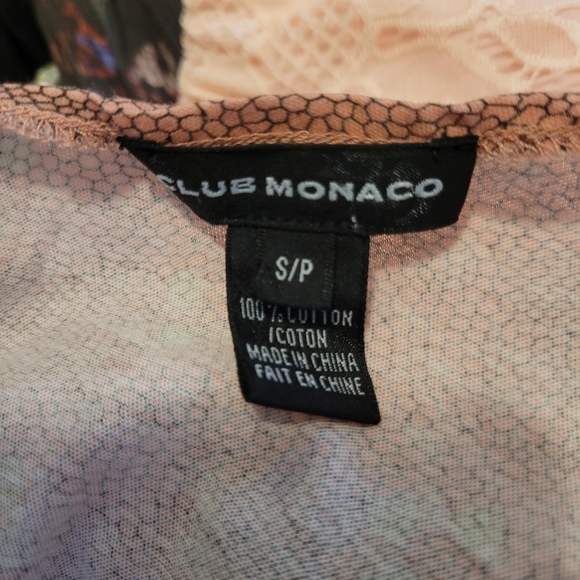 CLUB MONACO
S/P
100% COTTON
/COTON
MADE IN CHINA
FAIT EN CHINE